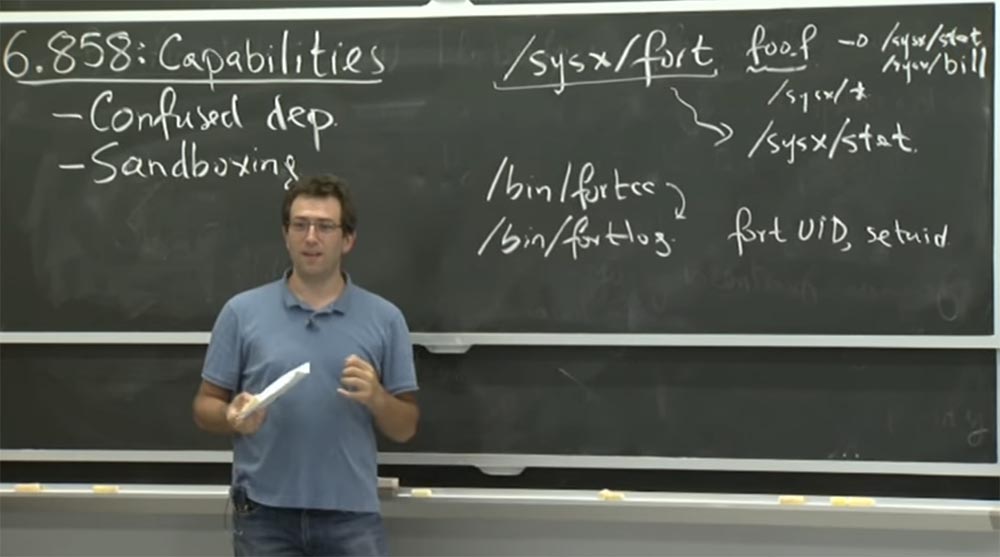 6.858: Capabilities
- Confused dep.
- Sandboxing
/sysx/fort foo.f -o /sysx/stat
/sysx/bill
/sysx/*
/sysx/stat.
/bin/fortcc
/bin/fortlog.
fort UID, setuid.